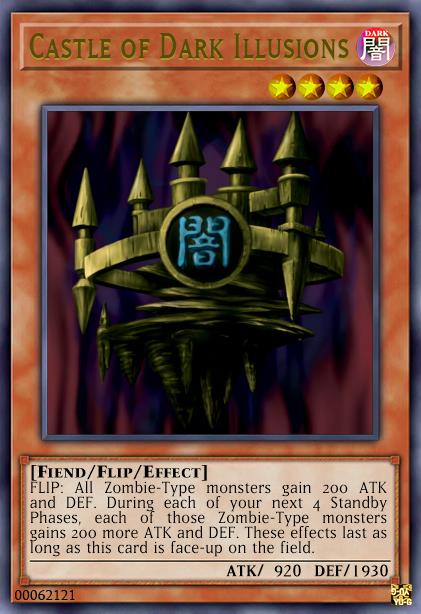 Castle of Dark Illusions
DARK
闇
闇
[Fiend/Flip/Effect]
FLIP: All Zombie-Type monsters gain 200 ATK
and DEF. During each of your next 4 Standby
Phases, each of those Zombie-Type monsters
gains 200 more ATK and DEF. These effects last as
long as this card is face-up on the field.
ATK/ 920 DEF/1930
00062121